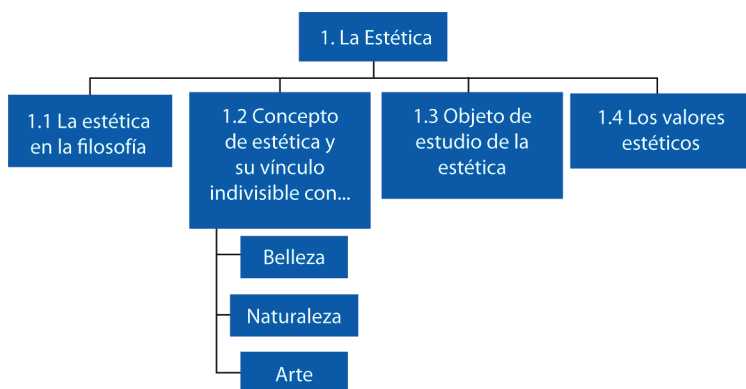 1. La Estética
1.1 La estética
en la filosofía
1.2 Concepto
de estética y
su vínculo
indivisible con...
1.3 Objeto de
estudio de la
estética
1.4 Los valores
estéticos
Belleza
Naturaleza
Arte